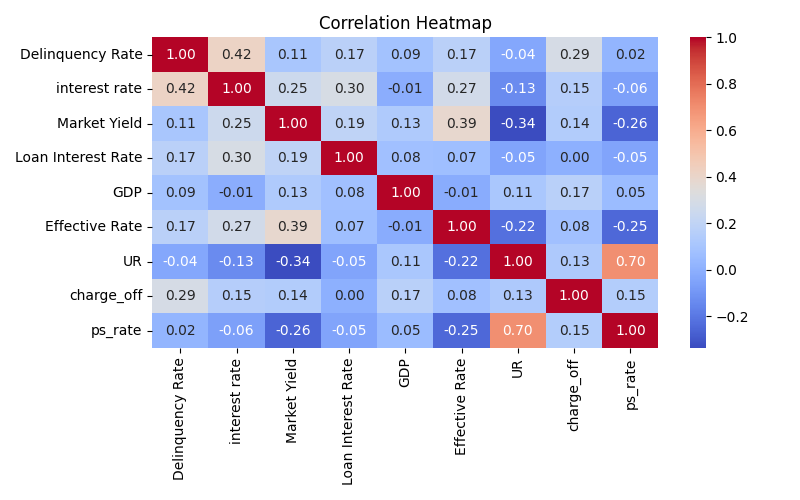 Correlation Heatmap
Delinquency Rate 1.00 0.42 0.11 0.17 0.09 0.17 -0.04 0.29 0.02
interest rate 0.42 1.00 0.25 0.30 -0.01 0.27 -0.13 0.15 -0.06
Market Yield 0.11 0.25 1.00 0.19 0.13 0.39 -0.34 0.14 -0.26
Loan Interest Rate 0.17 0.30 0.19 1.00 0.08 0.07 -0.05 0.00 -0.05
GDP 0.09 -0.01 0.13 0.08 1.00 -0.01 0.11 0.17 0.05
Effective Rate 0.17 0.27 0.39 0.07 -0.01 1.00 -0.22 0.08 -0.25
UR -0.04 -0.13 -0.34 -0.05 0.11 -0.22 1.00 0.13 0.70
charge_off 0.29 0.15 0.14 0.00 0.17 0.08 0.13 1.00 0.15
ps_rate 0.02 -0.06 -0.26 -0.05 0.05 -0.25 0.70 0.15 1.00
Delinquency Rate
interest rate
Market Yield
Loan Interest Rate
GDP
Effective Rate
UR
charge_off
ps_rate
1.0
0.8
0.6
0.4
0.2
0.0
−0.2